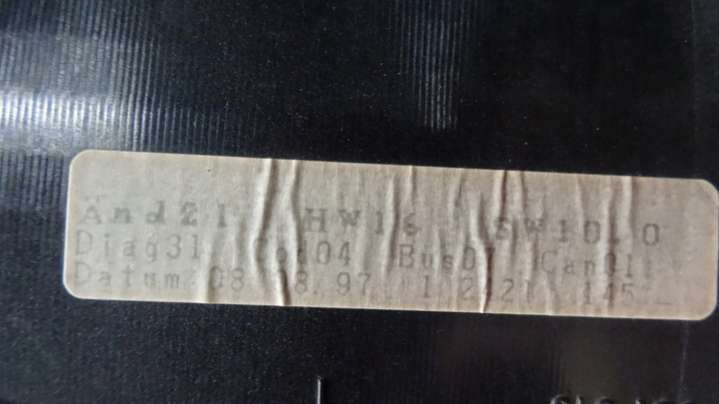 Änd21 HW16 SW10.0
Diag31 Cod04 Bus07 Can01
Datum 08 08.97